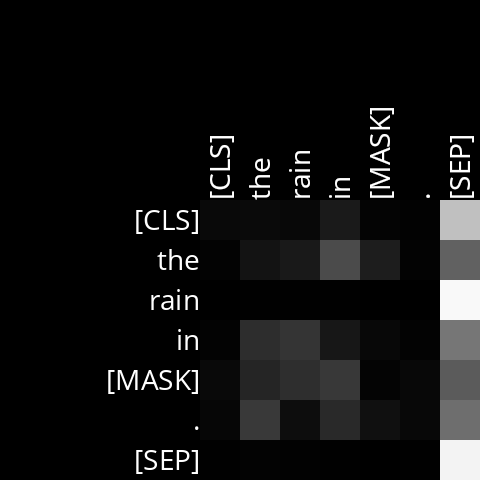 [CLS] the rain in [MASK] . [SEP]
[CLS]
the
rain
in
[MASK]
.
[SEP]